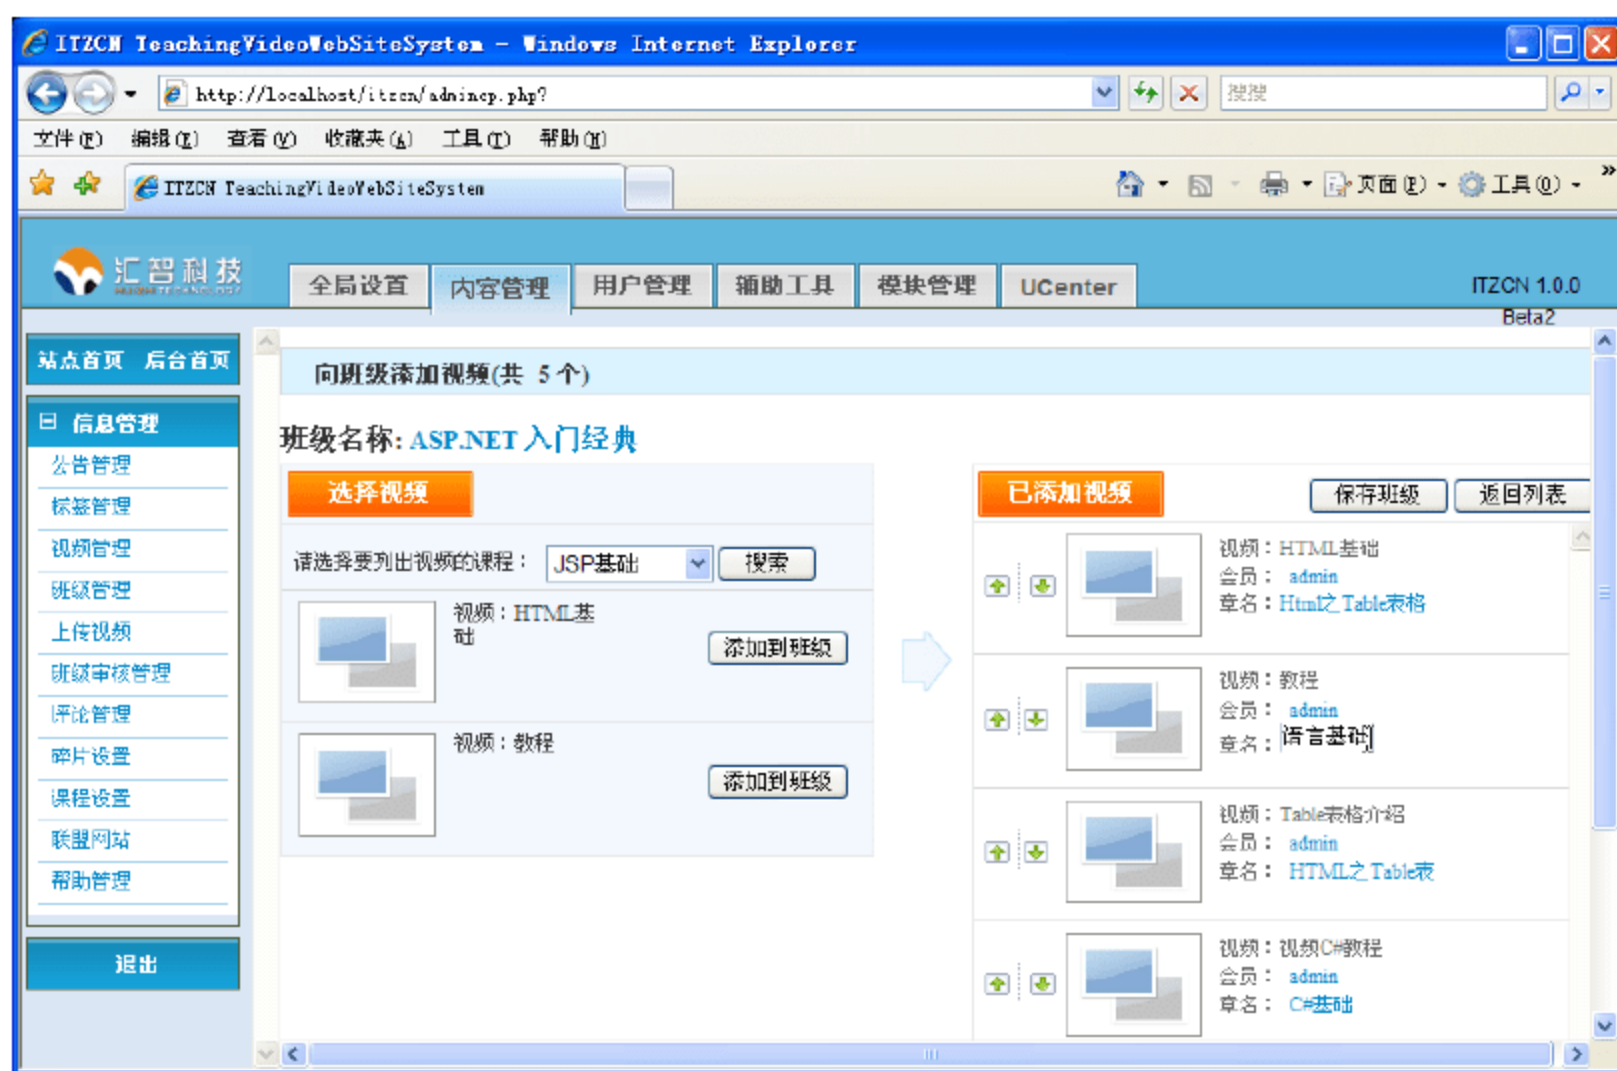 ITZCN TeachingVideoWebSiteSystem - Windows Internet Explorer
http://localhost/itzcn/admincp.php?
搜搜
文件(F) 编辑(E) 查看(V) 收藏夹(A) 工具(T) 帮助(H)
ITZCN TeachingVideoWebSiteSystem
页面(P) 工具(O) »
汇智科技
全局设置 内容管理 用户管理 辅助工具 模块管理 UCenter
ITZCN 1.0.0
Beta2
站点首页 后台首页
信息管理
公告管理
标签管理
视频管理
班级管理
上传视频
班级审核管理
评论管理
碎片设置
课程设置
联盟网站
帮助管理
退出
向班级添加视频(共 5 个)
班级名称: ASP.NET 入门经典
选择视频
请选择要列出视频的课程： JSP基础 搜索
视频：HTML基
础
添加到班级
视频：教程
添加到班级
已添加视频 保存班级 返回列表
视频：HTML基础
会员： admin
章名：Html之Table表格
视频：教程
会员： admin
章名： 语言基础
视频：Table表格介绍
会员： admin
章名： HTML之Table表
视频：视频C#教程
会员： admin
章名： C#基础